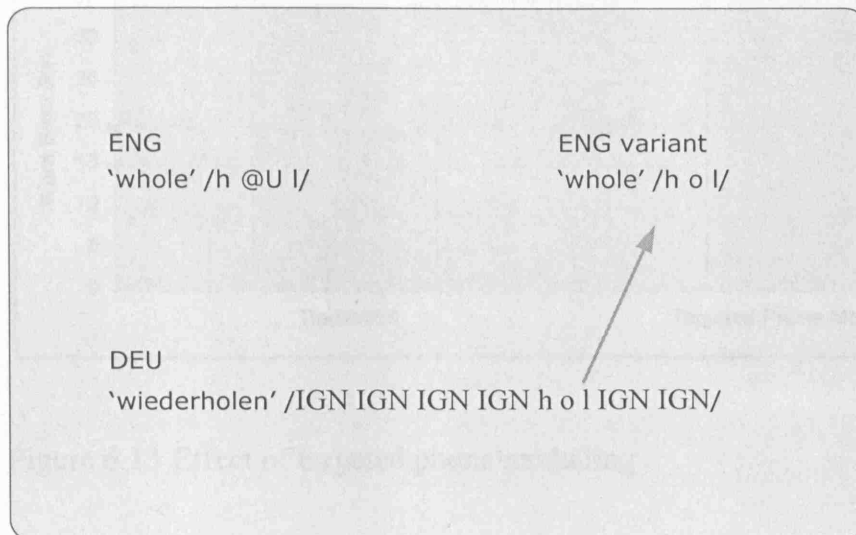 ENG
‘whole’ /h @U l/
ENG variant
‘whole’ /h o l/
DEU
‘wiederholen’ /IGN IGN IGN IGN h o l IGN IGN/